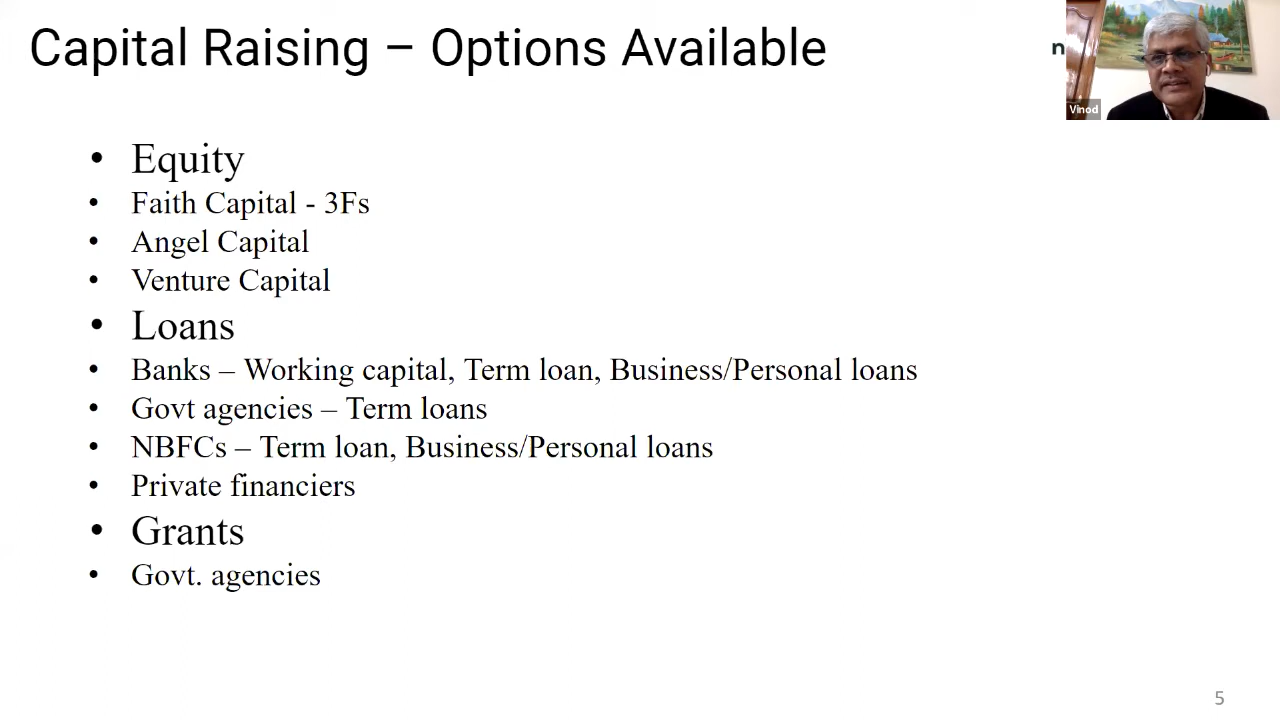 Capital Raising – Options Available
n
Vinod
• Equity
• Faith Capital - 3Fs
• Angel Capital
• Venture Capital
• Loans
• Banks – Working capital, Term loan, Business/Personal loans
• Govt agencies – Term loans
• NBFCs – Term loan, Business/Personal loans
• Private financiers
• Grants
• Govt. agencies
5